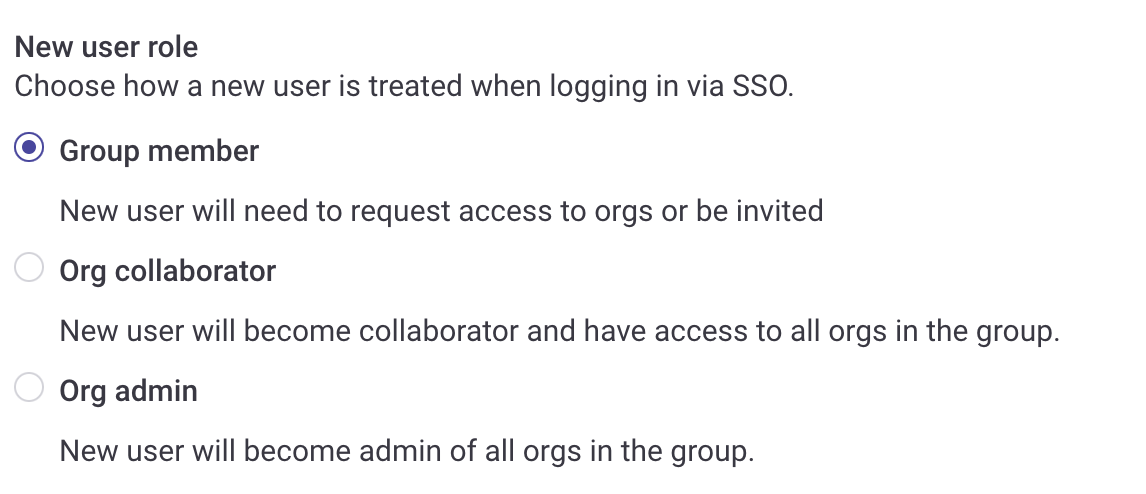 New user role
Choose how a new user is treated when logging in via SSO.
Group member
New user will need to request access to orgs or be invited
Org collaborator
New user will become collaborator and have access to all orgs in the group.
Org admin
New user will become admin of all orgs in the group.